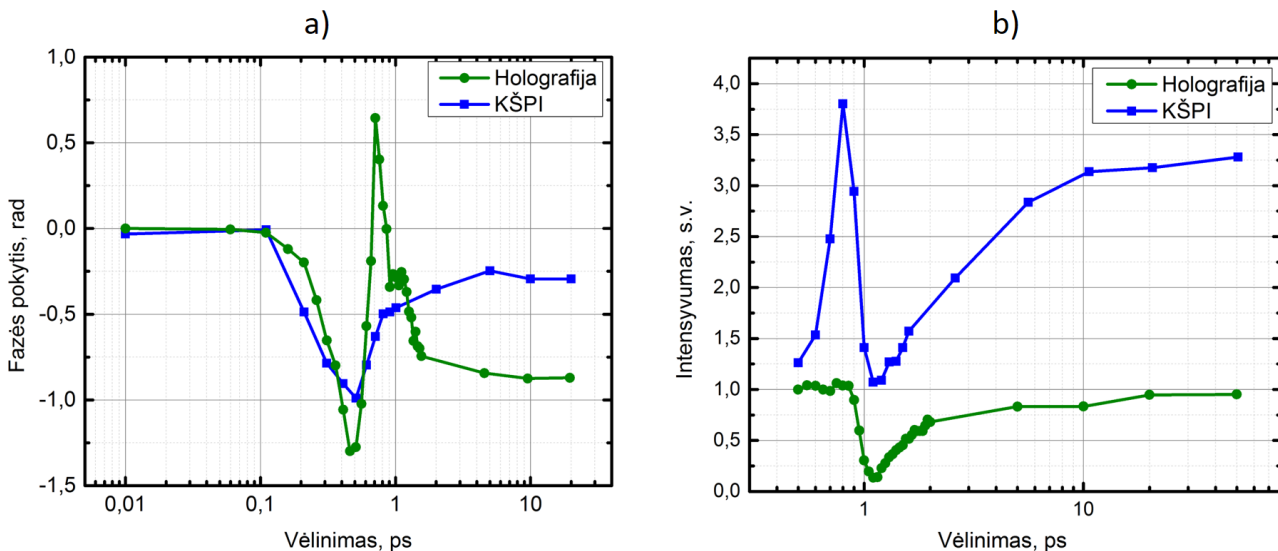 a)
1,0
0,5
0,0
-0,5
-1,0
-1,5
0,01
0,1
1
10
Fazės pokytis, rad
Vėlinimas, ps
Holografija
KŠPI
b)
4,0
3,5
3,0
2,5
2,0
1,5
1,0
0,5
0,0
1
10
Intensyvumas, s.v.
Vėlinimas, ps
Holografija
KŠPI